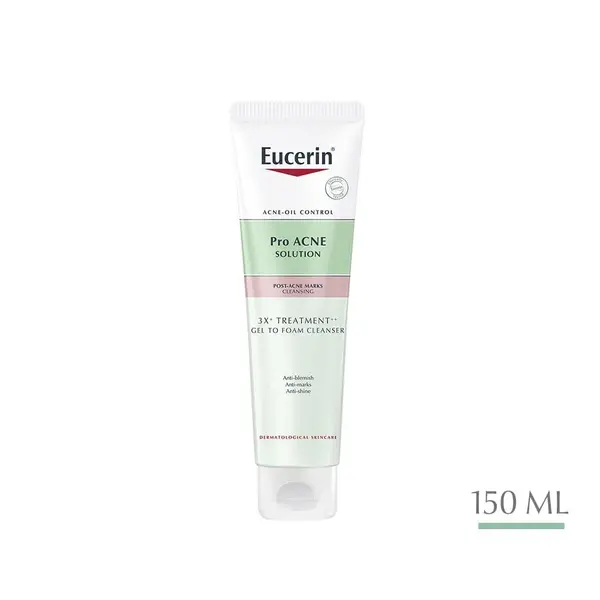 Eucerin®
ACNE-OIL CONTROL
Pro ACNE
SOLUTION
POST-ACNE MARKS
CLEANSING
3X⁺ TREATMENT⁺⁺
GEL TO FOAM CLEANSER
Anti-blemish
Anti-marks
Anti-shine
DERMATOLOGICAL SKINCARE
150 ML